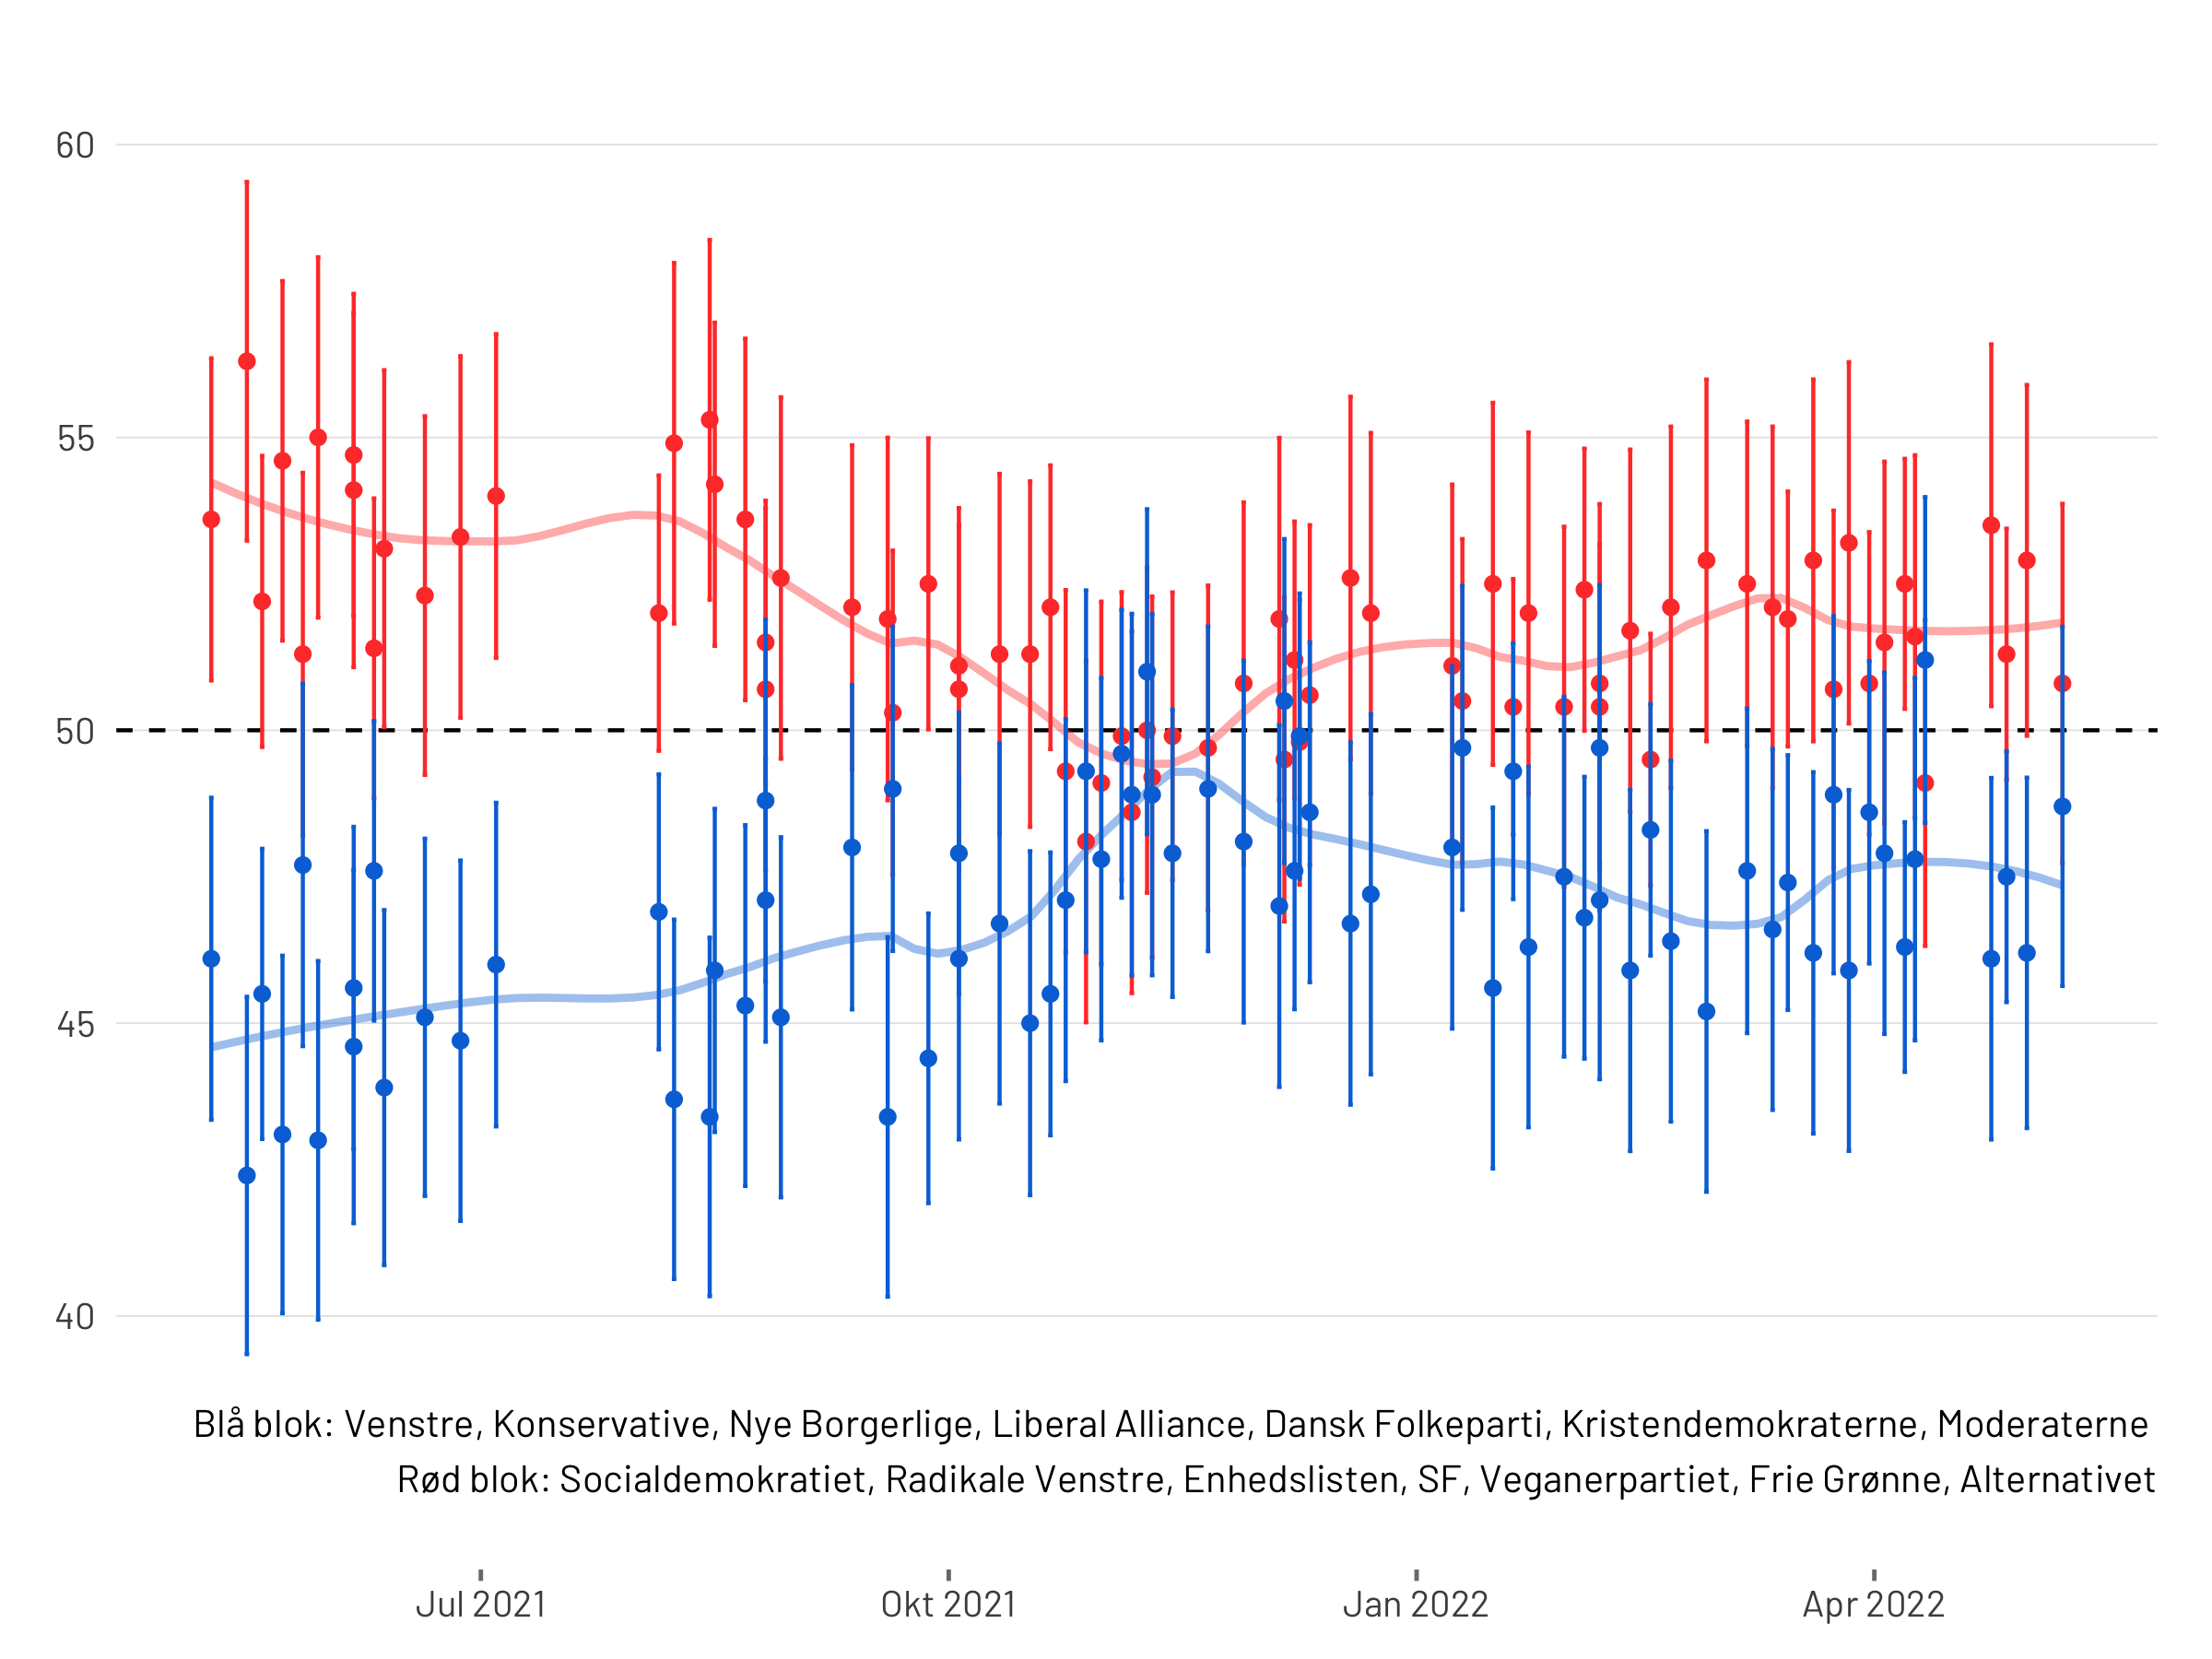 60
55
50
45
40
Blå blok: Venstre, Konservative, Nye Borgerlige, Liberal Alliance, Dansk Folkeparti, Kristendemokraterne, Moderaterne
Rød blok: Socialdemokratiet, Radikale Venstre, Enhedslisten, SF, Veganerpartiet, Frie Grønne, Alternativet
Jul 2021
Okt 2021
Jan 2022
Apr 2022